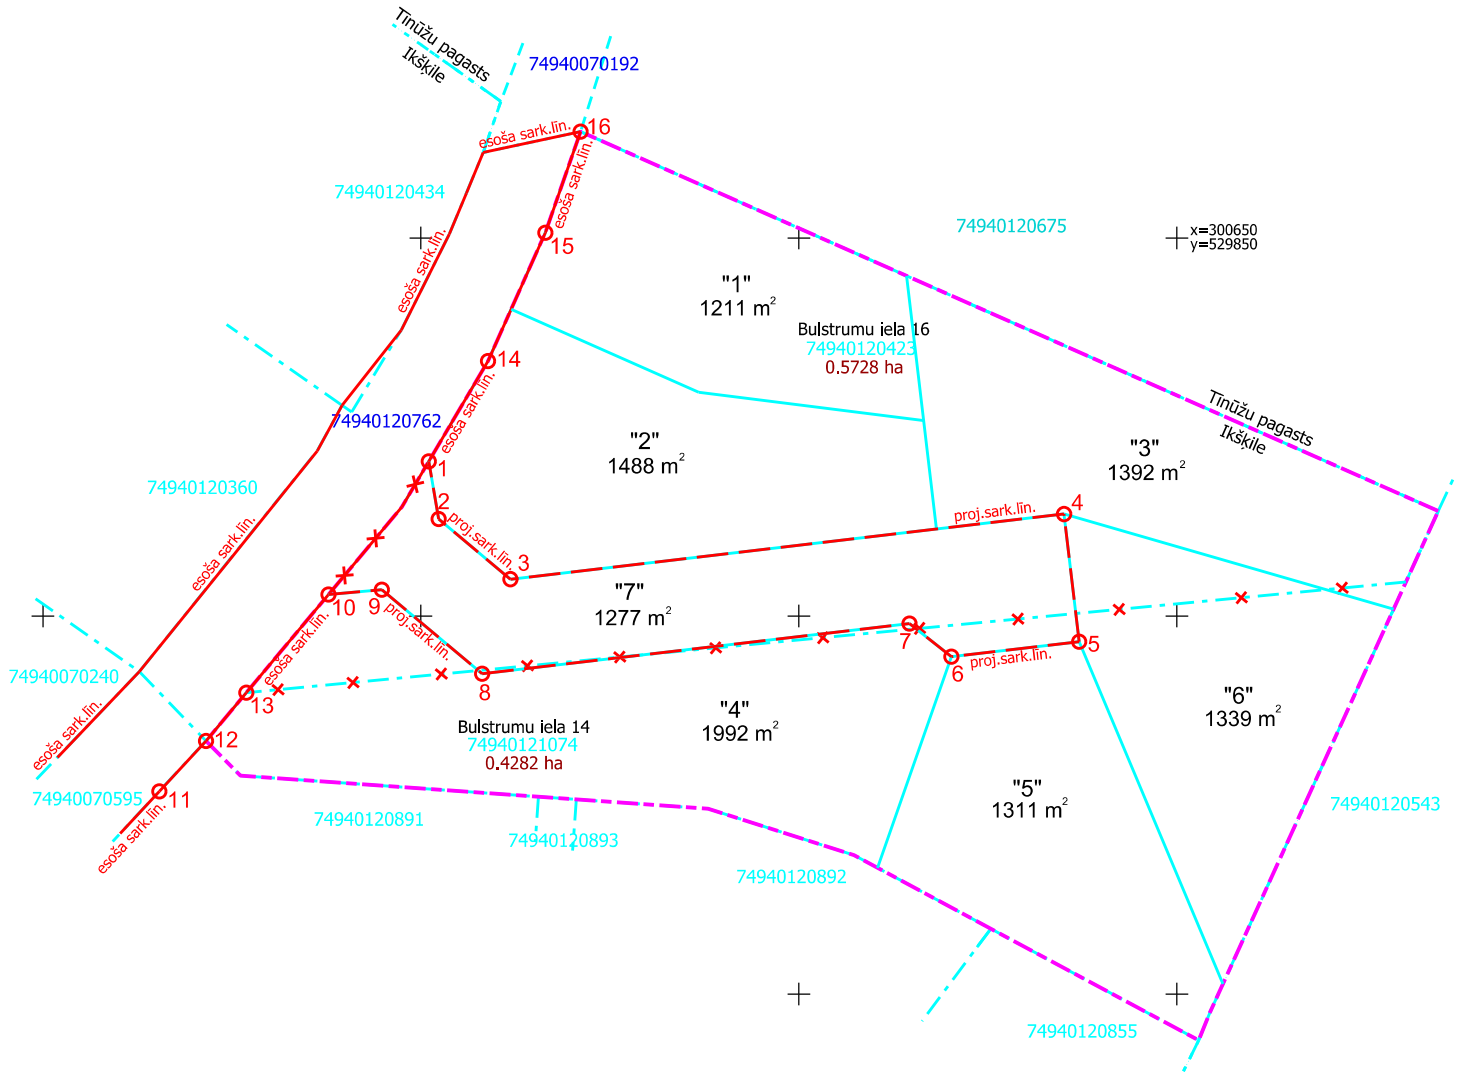 Tīnūžu pagasts
Ikšķile
74940070192
esoša sark.līn.
16
74940120434
esoša sark.līn.
esoša sark.līn.
15
74940120675
x=300650
y=529850
"1"
1211 m²
Bulstrumu iela 16
74940120423
0.5728 ha
14
esoša sark.līn.
74940120762
Tīnūžu pagasts
Ikšķile
"2"
1488 m²
"3"
1392 m²
1
74940120360
2
proj.sark.līn.
proj.sark.līn.
4
esoša sark.līn.
3
"7"
1277 m²
10
9
proj.sark.līn.
esoša sark.līn.
7
5
6
proj.sark.līn.
74940070240
8
13
"4"
1992 m²
"6"
1339 m²
esoša sark.līn.
12
Bulstrumu iela 14
74940121074
0.4282 ha
74940070595
11
esoša sark.līn.
"5"
1311 m²
74940120543
74940120891
74940120893
74940120892
74940120855